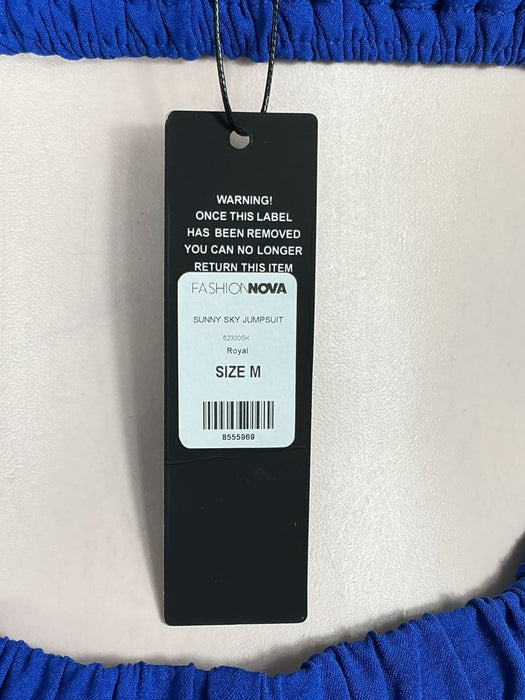 WARNING!
ONCE THIS LABEL
HAS BEEN REMOVED
YOU CAN NO LONGER
RETURN THIS ITEM
FASHIONNOVA
SUNNY SKY JUMPSUIT
62300SK
Royal
SIZE M
8555969